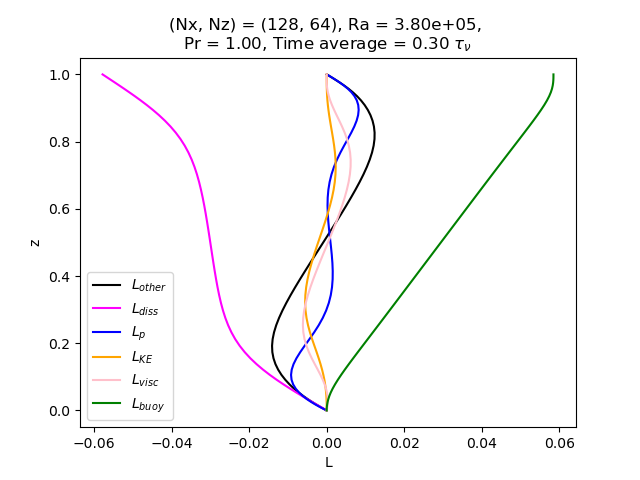 (Nx, Nz) = (128, 64), Ra = 3.80e+05,
Pr = 1.00, Time average = 0.30 τ_ν
1.0
0.8
0.6
z
0.4
0.2
0.0
L_other
L_diss
L_p
L_KE
L_visc
L_buoy
−0.06 −0.04 −0.02 0.00 0.02 0.04 0.06
L